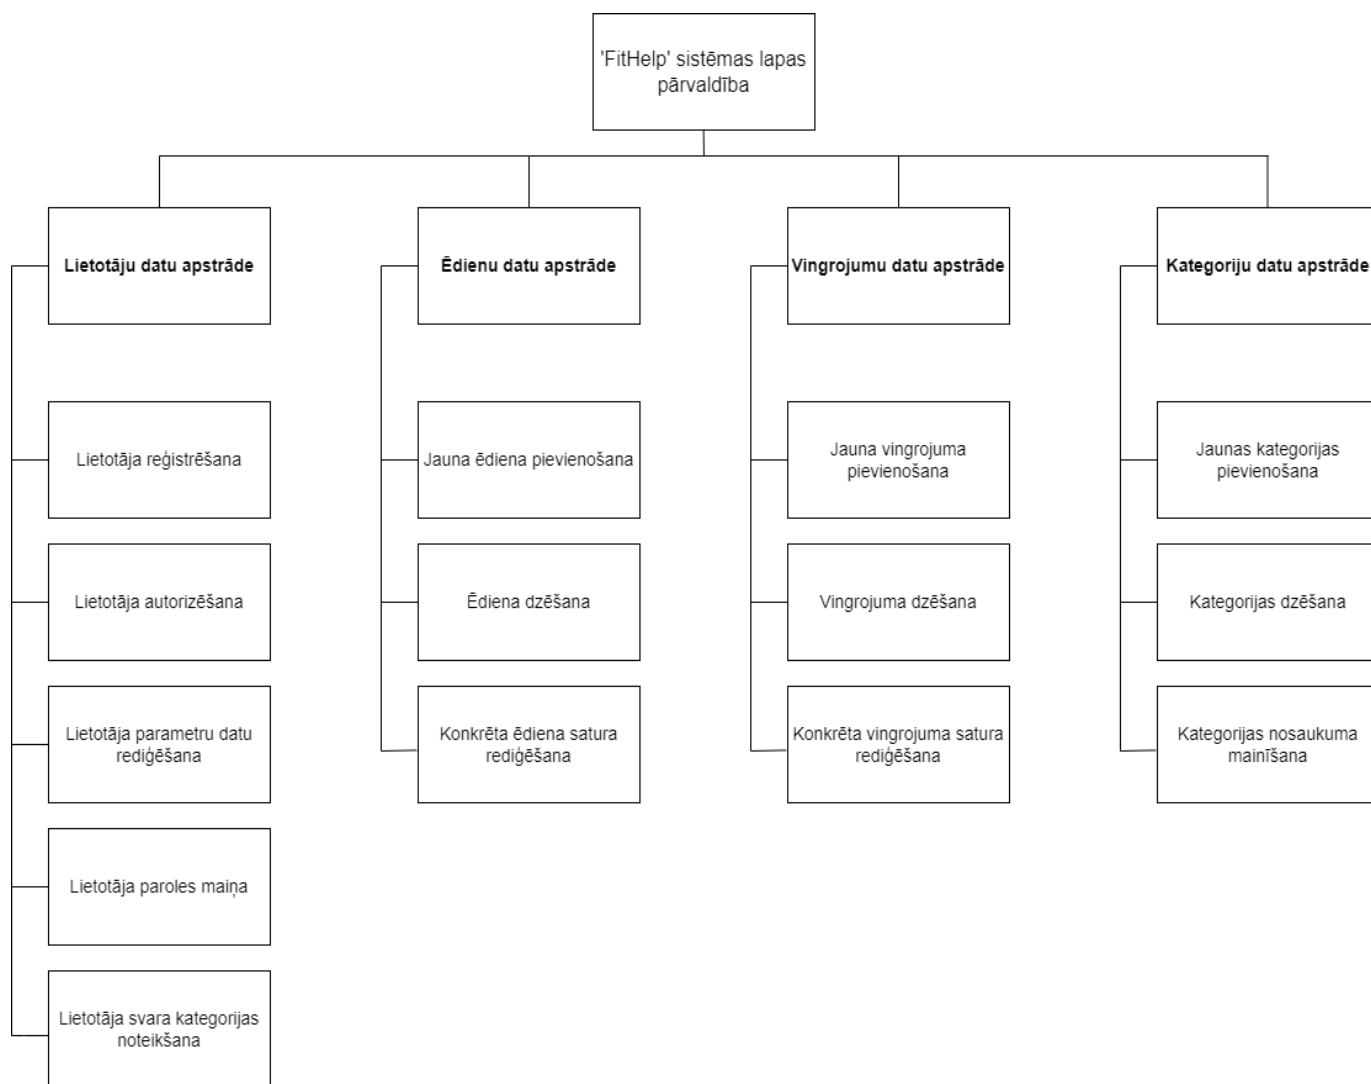 'FitHelp' sistēmas lapas
pārvaldība
Lietotāju datu apstrāde
Ēdienu datu apstrāde
Vingrojumu datu apstrāde
Kategoriju datu apstrāde
Lietotāja reģistrēšana
Jauna ēdiena pievienošana
Jauna vingrojuma
pievienošana
Jaunas kategorijas
pievienošana
Lietotāja autorizēšana
Ēdiena dzēšana
Vingrojuma dzēšana
Kategorijas dzēšana
Lietotāja parametru datu
rediģēšana
Konkrēta ēdiena satura
rediģēšana
Konkrēta vingrojuma satura
rediģēšana
Kategorijas nosaukuma
mainīšana
Lietotāja paroles maiņa
Lietotāja svara kategorijas
noteikšana